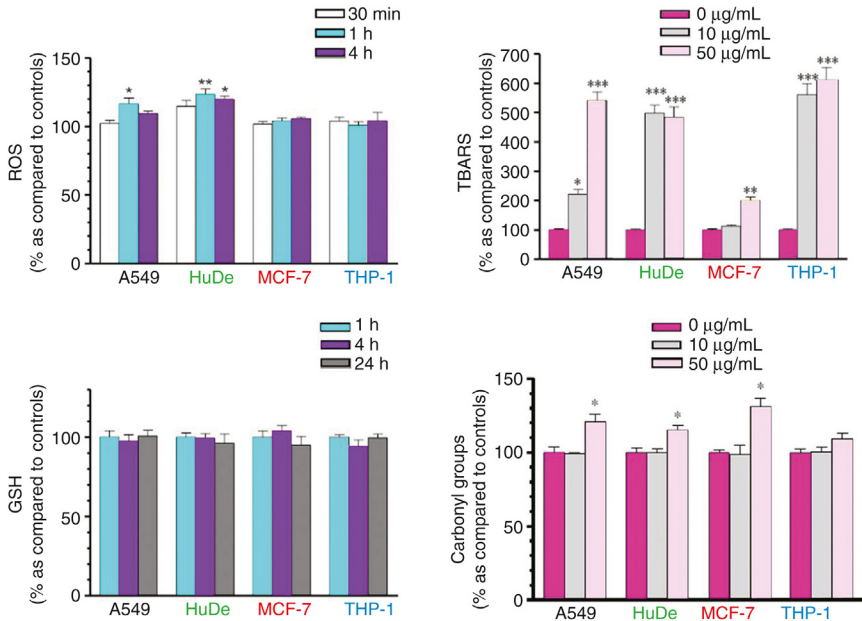 30 min
1 h
4 h
ROS
(% as compared to controls)
150
100
50
0
*
** *
A549 HuDe MCF-7 THP-1
0 µg/mL
10 µg/mL
50 µg/mL
TBARS
(% as compared to controls)
700
600
500
400
300
200
100
0
*
***
*** ***
**
*** ***
A549 HuDe MCF-7 THP-1
1 h
4 h
24 h
GSH
(% as compared to controls)
150
100
50
0
A549 HuDe MCF-7 THP-1
0 µg/mL
10 µg/mL
50 µg/mL
Carbonyl groups
(% as compared to controls)
150
100
50
0
*
*
*
A549 HuDe MCF-7 THP-1